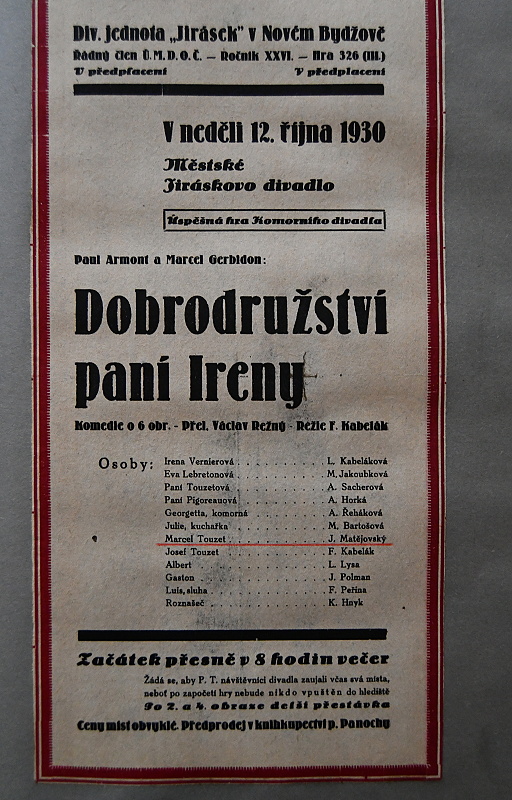 Div. jednota „Jirásek" v Novém Bydžově
Řádný člen Ú. M. D. O. Č. – Ročník XXVI. – Hra 326 (III.)
V předplacení V předplacení
V neděli 12. října 1930
Městské
Jiráskovo divadlo
Úspěšná hra Komorního divadla
Paul Armont a Marcel Gerbidon:
Dobrodružství
paní Ireny
Komedie o 6 obr. - Přel. Václav Režný - Režie F. Kabelák
Osoby: Irena Vernierová . . . . . . . . . . L. Kabeláková
Eva Lebretonová . . . . . . . . . . M. Jakoubková
Paní Touzetová . . . . . . . . . . A. Sacherová
Paní Pigoreauová . . . . . . . . . . A. Horká
Georgetta, komorná . . . . . . . . . . A. Řeháková
Julie, kuchařka . . . . . . . . . . M. Bartošová
Marcel Touzet . . . . . . . . . . J. Matějovský
Josef Touzet . . . . . . . . . . F. Kabelák
Albert . . . . . . . . . . L. Lysa
Gaston . . . . . . . . . . J. Polman
Luis, sluha . . . . . . . . . . F. Peřina
Roznašeč . . . . . . . . . . K. Hnyk
Začátek přesně v 8 hodin večer
Žádá se, aby P. T. návštěvníci divadla zaujali včas svá místa,
neboť po započetí hry nebude nikdo vpuštěn do hlediště
Po 2. a 4. obraze delší přestávka
Ceny míst obvyklé. Předprodej v knihkupectví p. Panochy